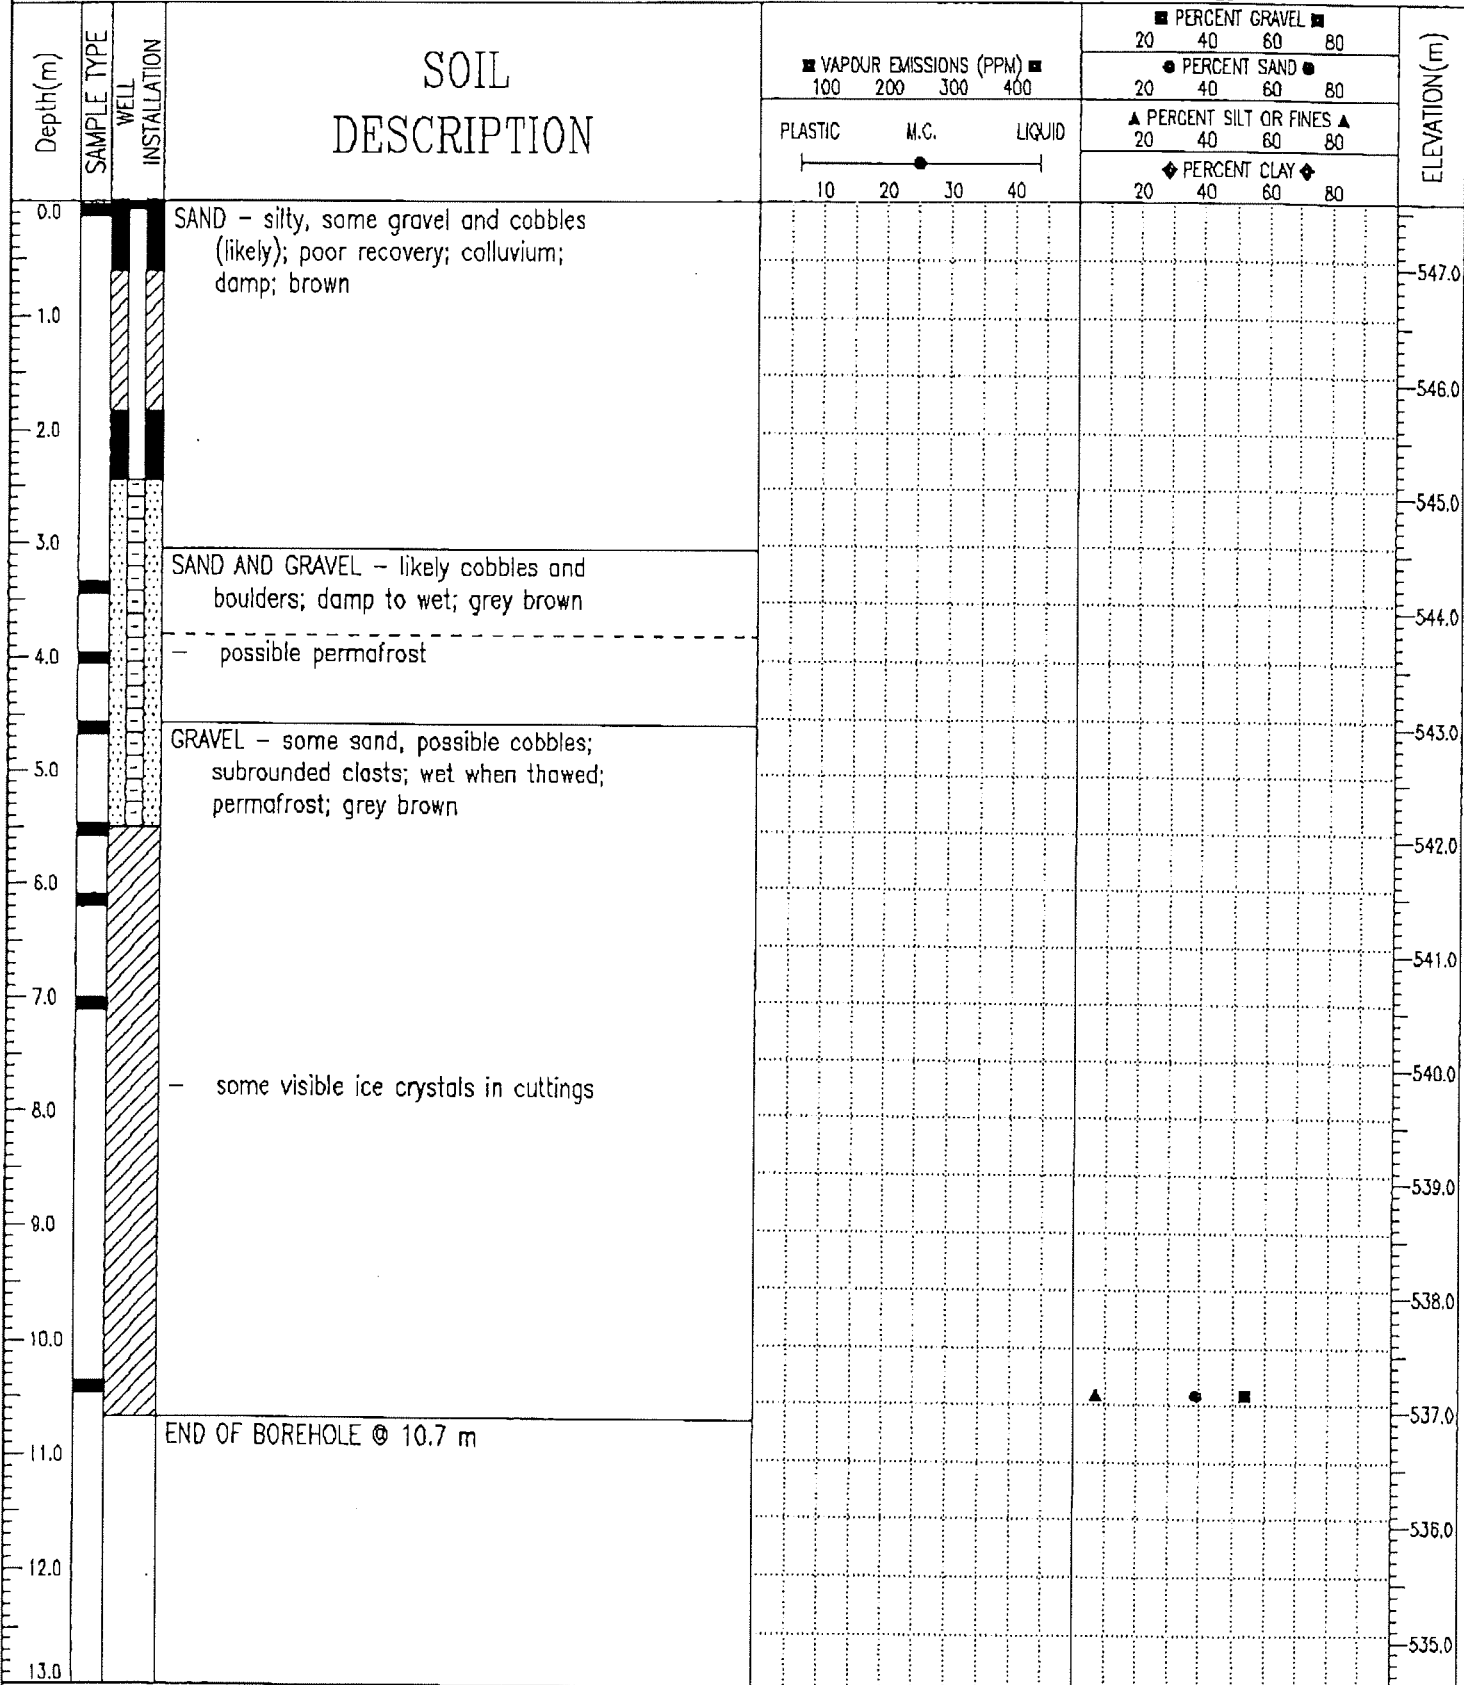 Depth(m)
SAMPLE TYPE
WELL
INSTALLATION
SOIL
DESCRIPTION
■ VAPOUR EMISSIONS (PPM) ■
100 200 300 400
PLASTIC M.C. LIQUID
10 20 30 40
■ PERCENT GRAVEL ■
20 40 60 80
● PERCENT SAND ●
20 40 60 80
▲ PERCENT SILT OR FINES ▲
20 40 60 80
◆ PERCENT CLAY ◆
20 40 60 80
ELEVATION(m)
0.0
1.0
2.0
3.0
4.0
5.0
6.0
7.0
8.0
9.0
10.0
11.0
12.0
13.0
SAND – silty, some gravel and cobbles
(likely); poor recovery; colluvium;
damp; brown
SAND AND GRAVEL – likely cobbles and
boulders; damp to wet; grey brown
– possible permafrost
GRAVEL – some sand, possible cobbles;
subrounded clasts; wet when thawed;
permafrost; grey brown
– some visible ice crystals in cuttings
END OF BOREHOLE @ 10.7 m
547.0
546.0
545.0
544.0
543.0
542.0
541.0
540.0
539.0
538.0
537.0
536.0
535.0